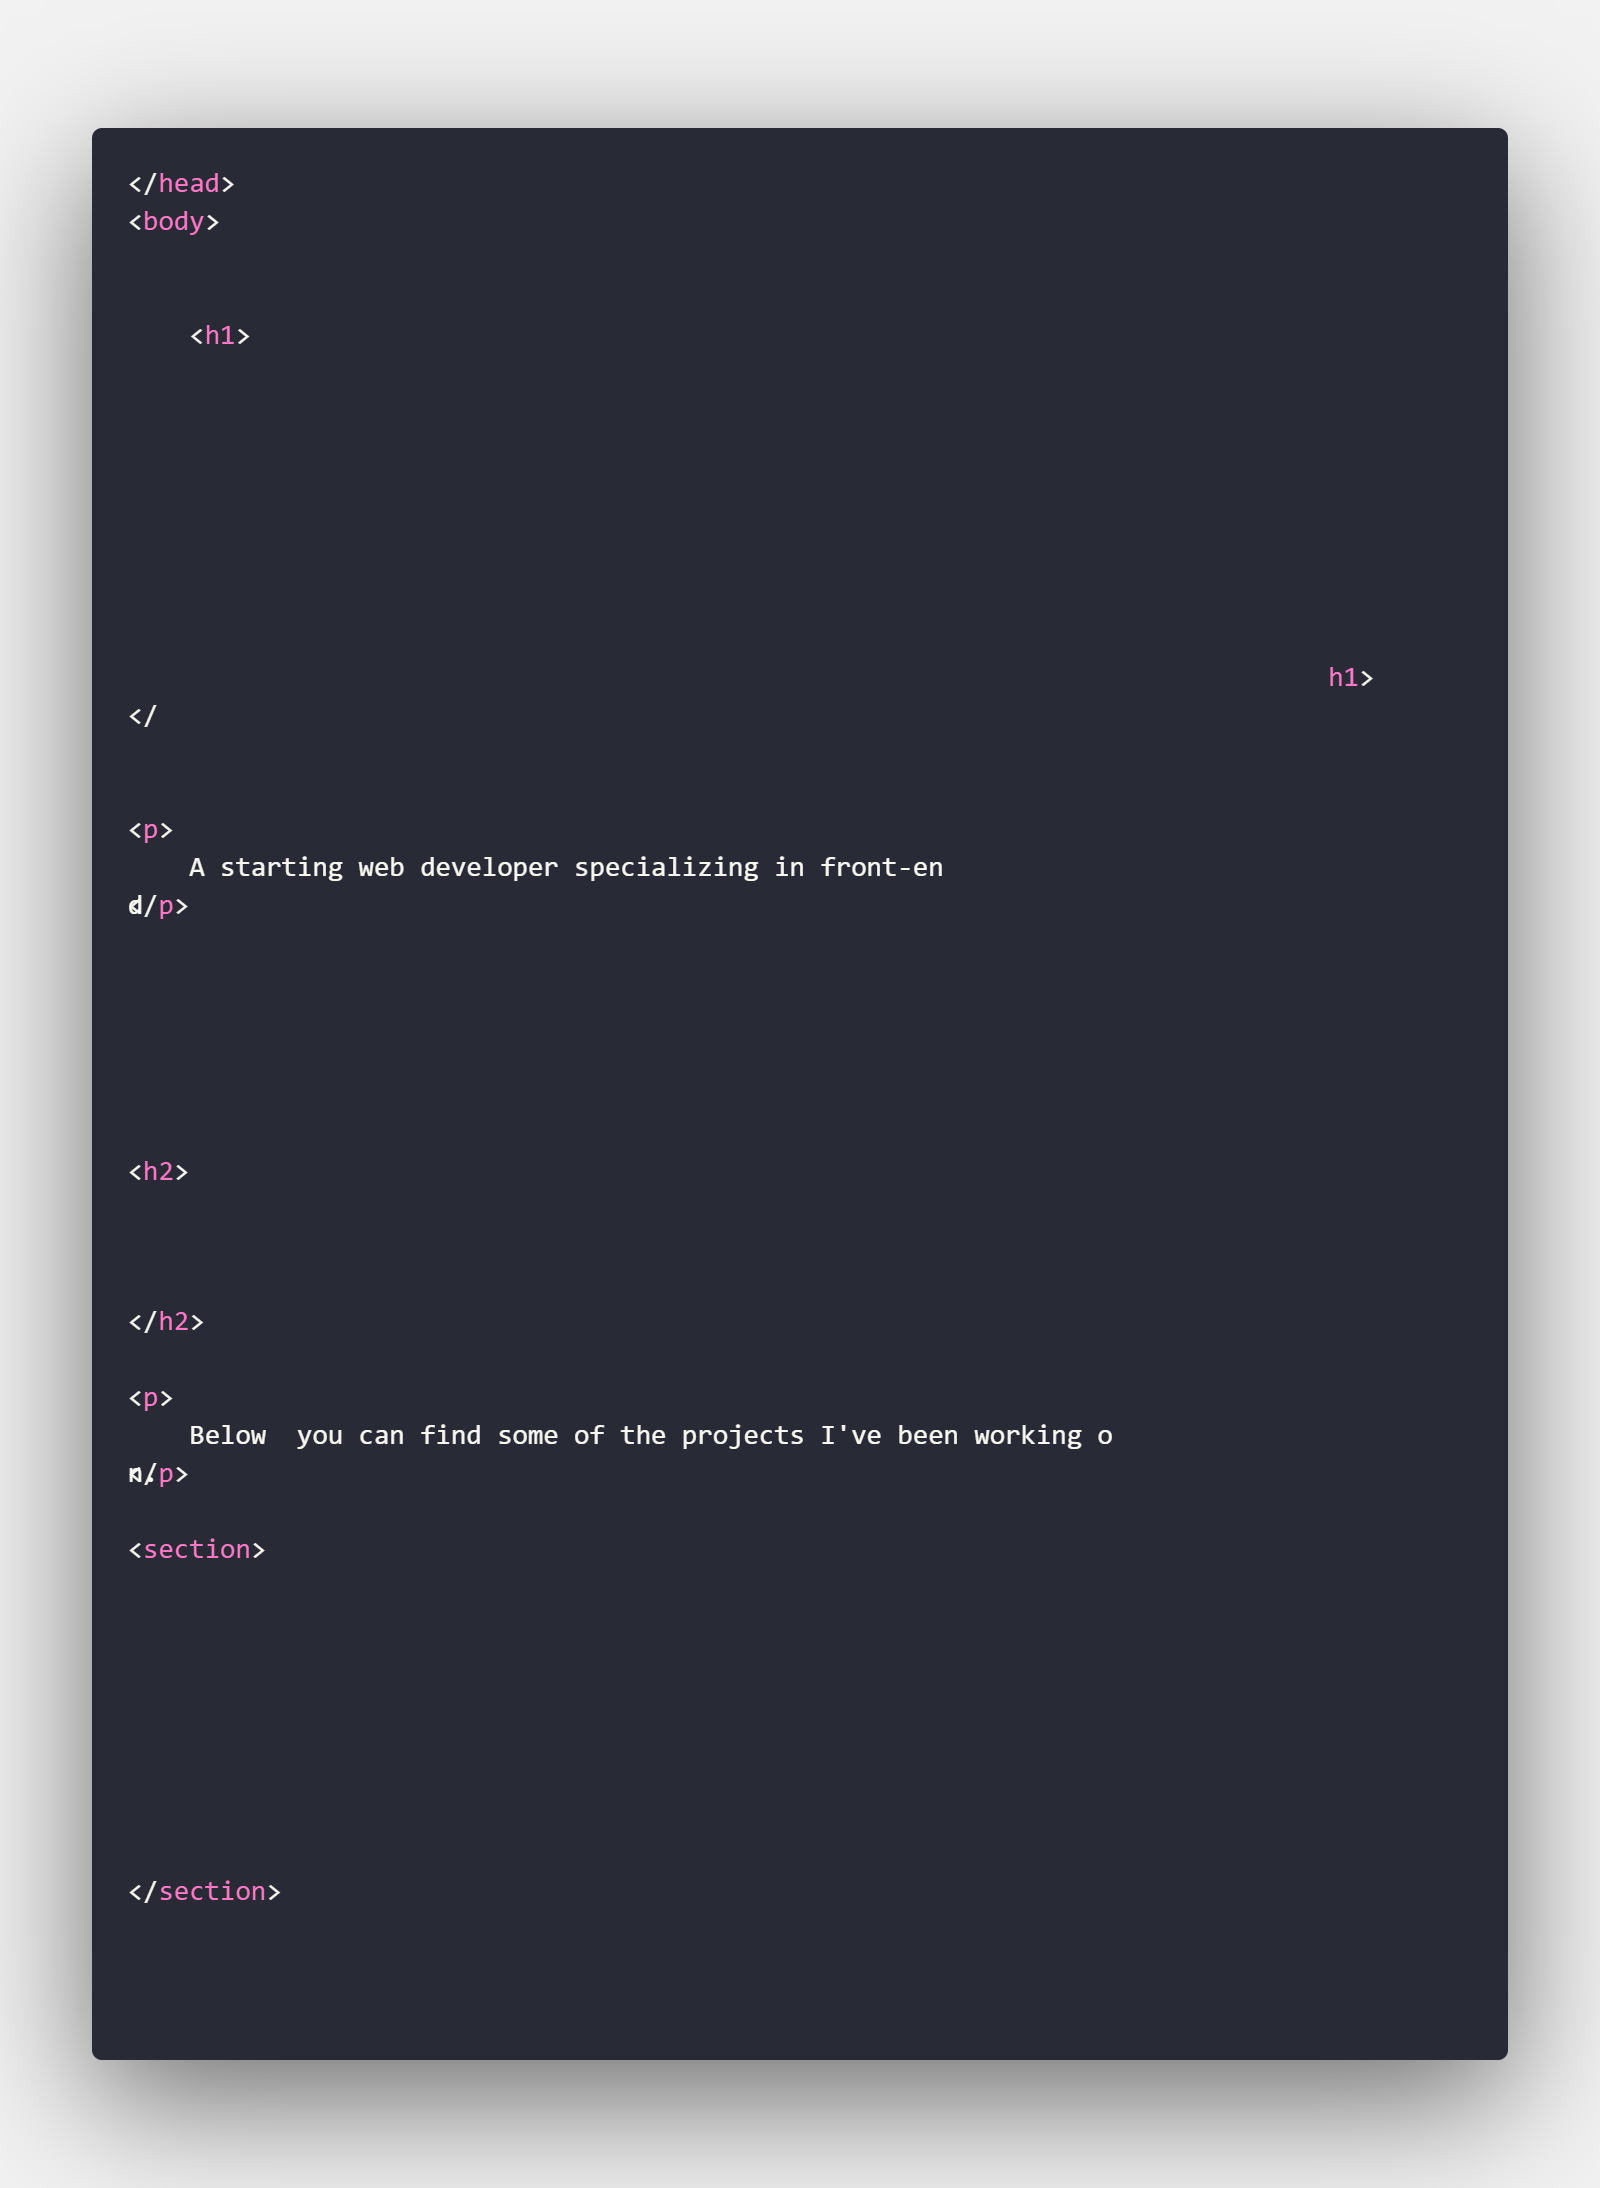 </head>
<body>
<h1>
h1>
</
<p>
A starting web developer specializing in front-en
d</p>
<h2>
</h2>
<p>
Below  you can find some of the projects I've been working o
n.</p>
<section>
</section>